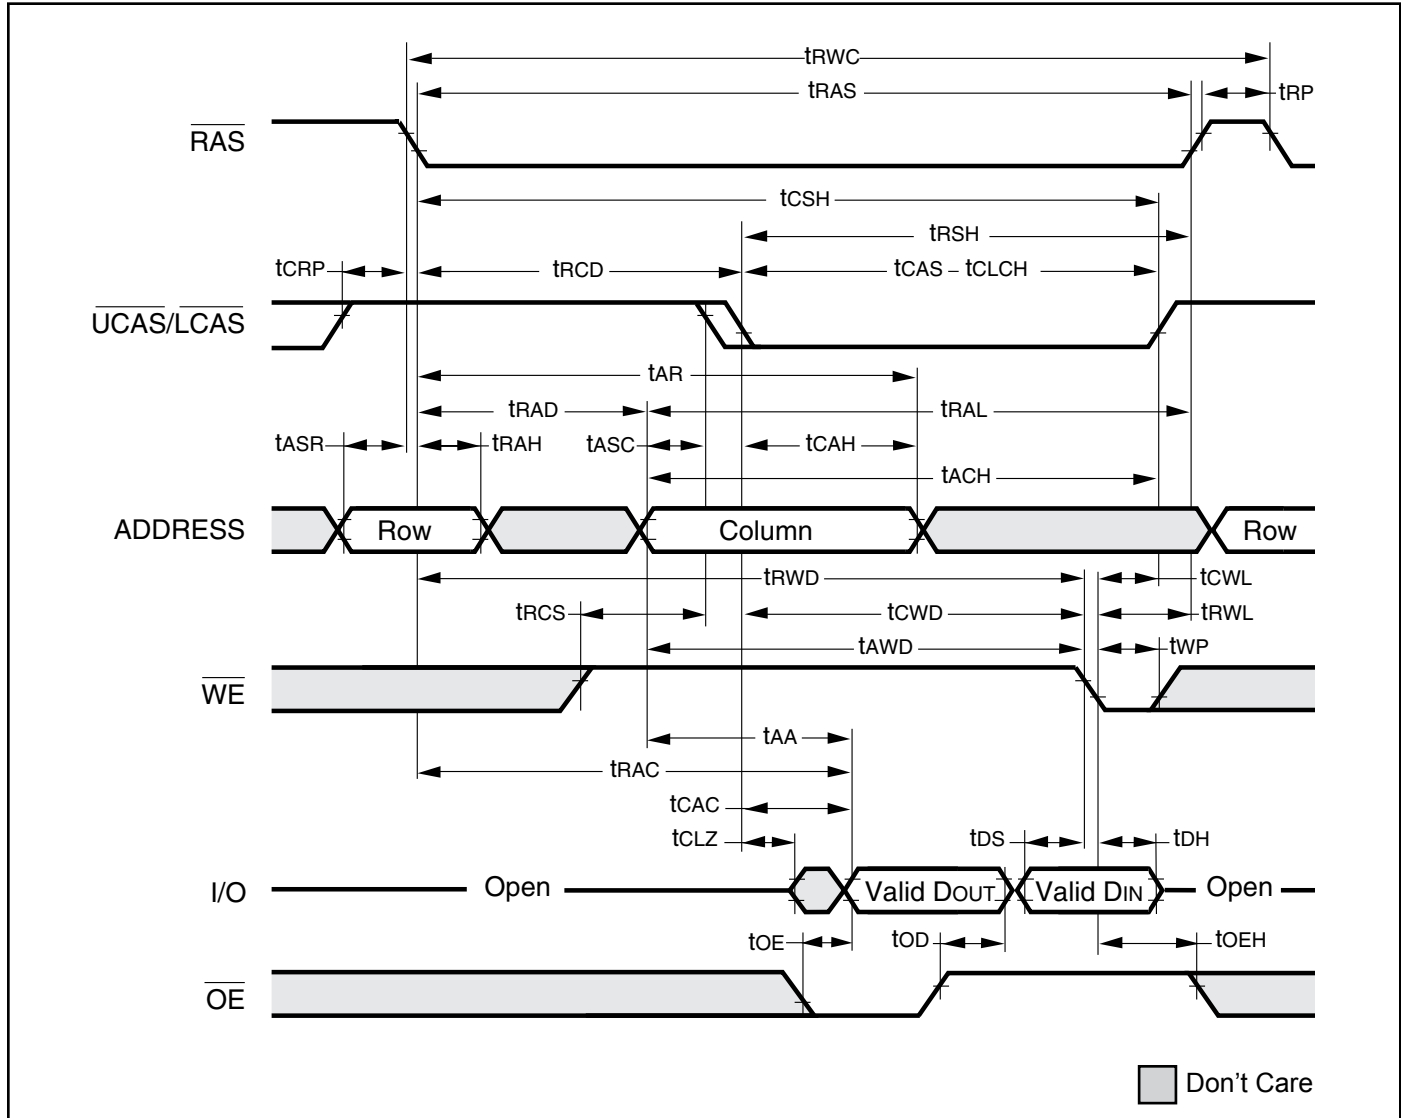 tRWC
tRAS
tRP
RAS
tCSH
tRSH
tCRP
tRCD
tCAS – tCLCH
UCAS/LCAS
tAR
tRAD
tRAL
tASR
tRAH
tASC
tCAH
tACH
ADDRESS
Row
Column
Row
tRWD
tCWL
tRCS
tCWD
tRWL
tAWD
tWP
WE
tAA
tRAC
tCAC
tCLZ
tDS
tDH
I/O
Open
Valid DOUT
Valid DIN
Open
tOE
tOD
tOEH
OE
Don't Care